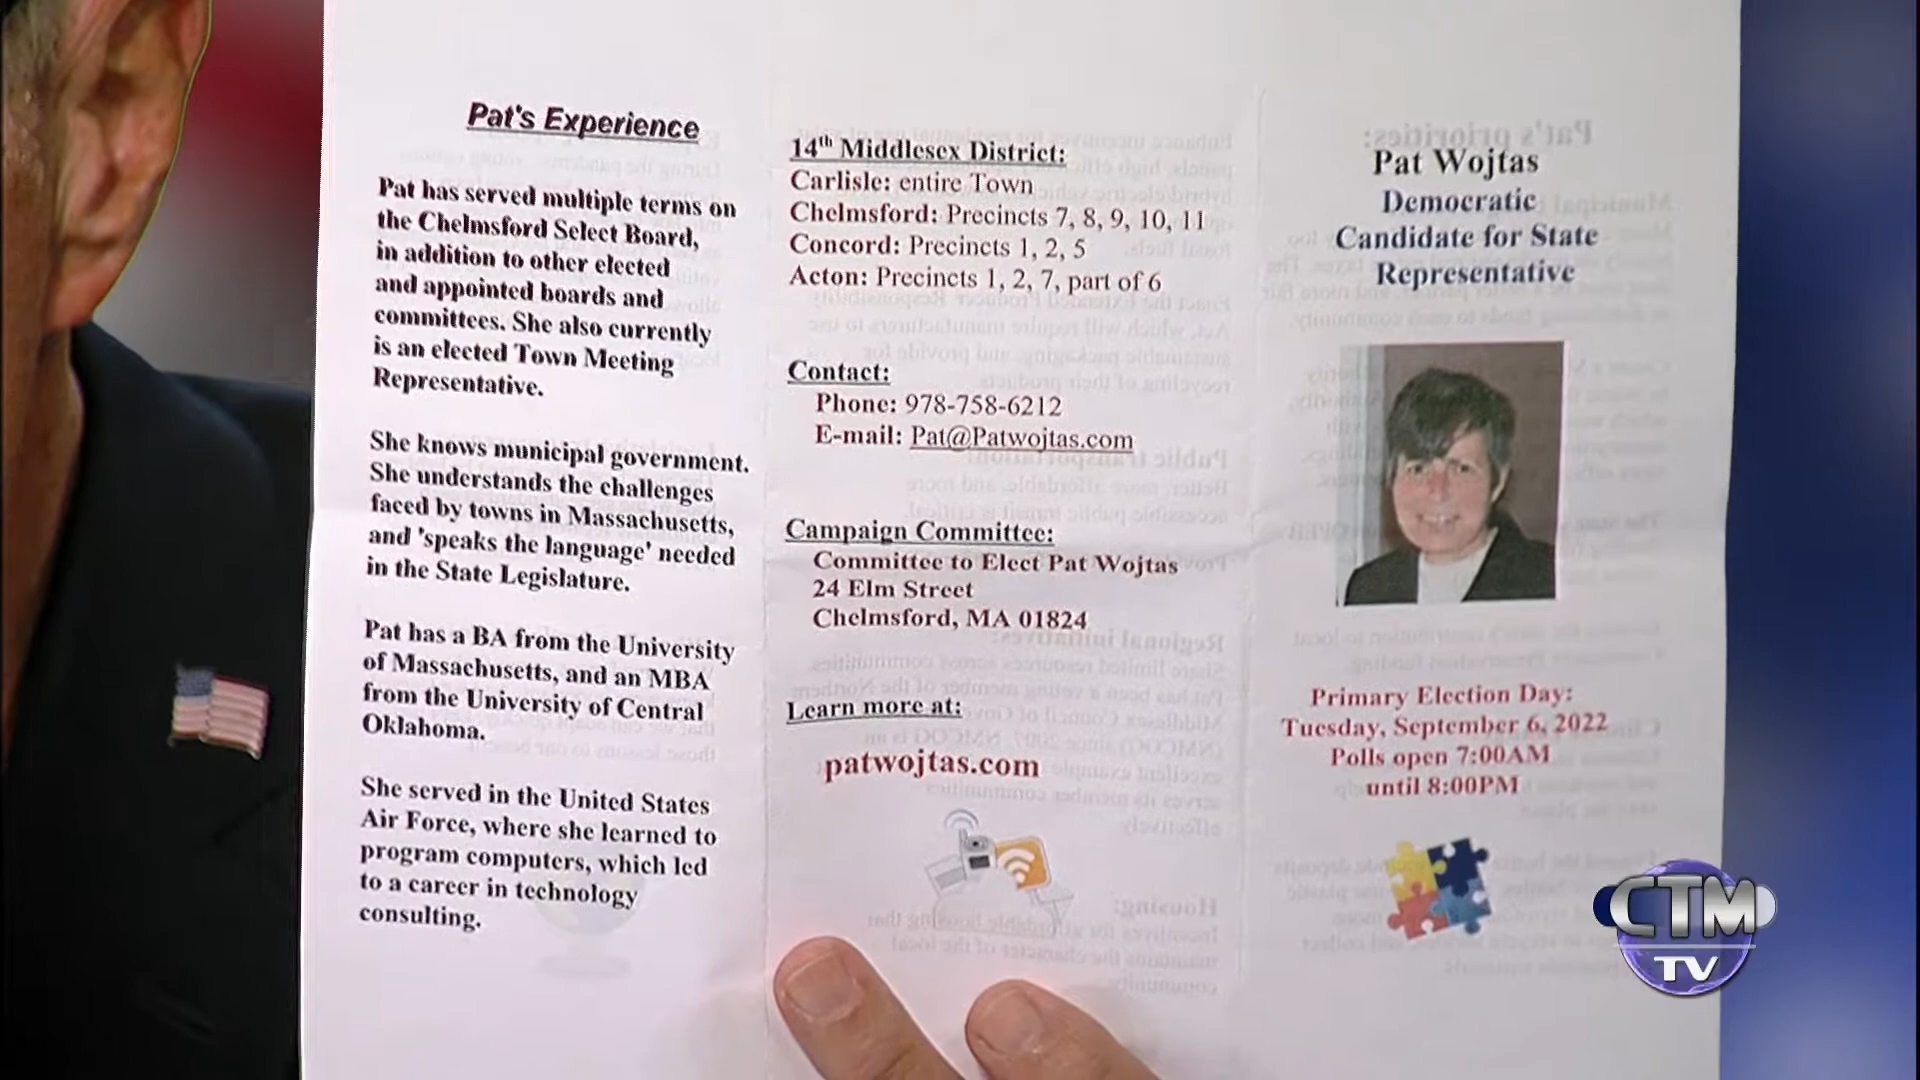 Pat's Experience
Pat has served multiple terms on
the Chelmsford Select Board,
in addition to other elected
and appointed boards and
committees. She also currently
is an elected Town Meeting
Representative.
She knows municipal government.
She understands the challenges
faced by towns in Massachusetts,
and 'speaks the language' needed
in the State Legislature.
Pat has a BA from the University
of Massachusetts, and an MBA
from the University of Central
Oklahoma.
She served in the United States
Air Force, where she learned to
program computers, which led
to a career in technology
consulting.
14th Middlesex District:
Carlisle: entire Town
Chelmsford: Precincts 7, 8, 9, 10, 11
Concord: Precincts 1, 2, 5
Acton: Precincts 1, 2, 7, part of 6
Contact:
Phone: 978-758-6212
E-mail: Pat@Patwojtas.com
Campaign Committee:
Committee to Elect Pat Wojtas
24 Elm Street
Chelmsford, MA 01824
Learn more at:
patwojtas.com
Pat Wojtas
Democratic
Candidate for State
Representative
Primary Election Day:
Tuesday, September 6, 2022
Polls open 7:00AM
until 8:00PM
CTM
TV